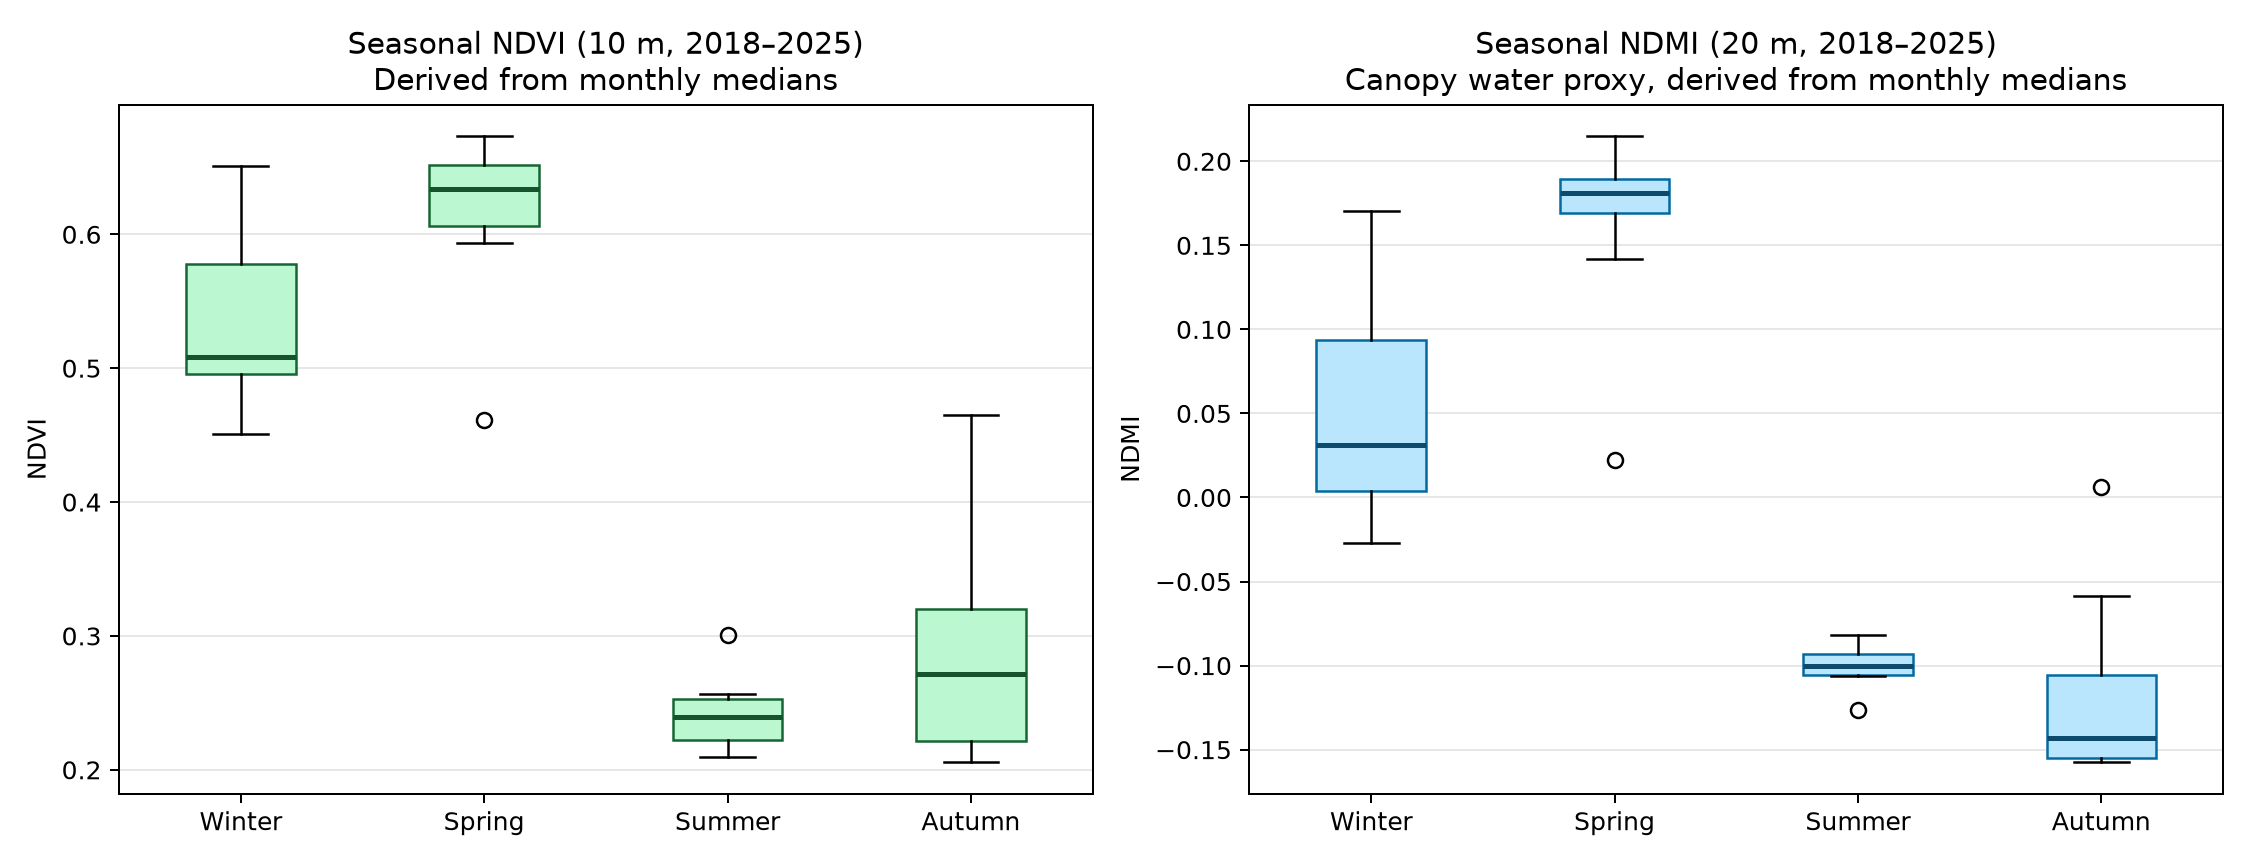 Seasonal NDVI (10 m, 2018–2025)
Derived from monthly medians
NDVI
0.6
0.5
0.4
0.3
0.2
Winter
Spring
Summer
Autumn
Seasonal NDMI (20 m, 2018–2025)
Canopy water proxy, derived from monthly medians
NDMI
0.20
0.15
0.10
0.05
0.00
−0.05
−0.10
−0.15
Winter
Spring
Summer
Autumn